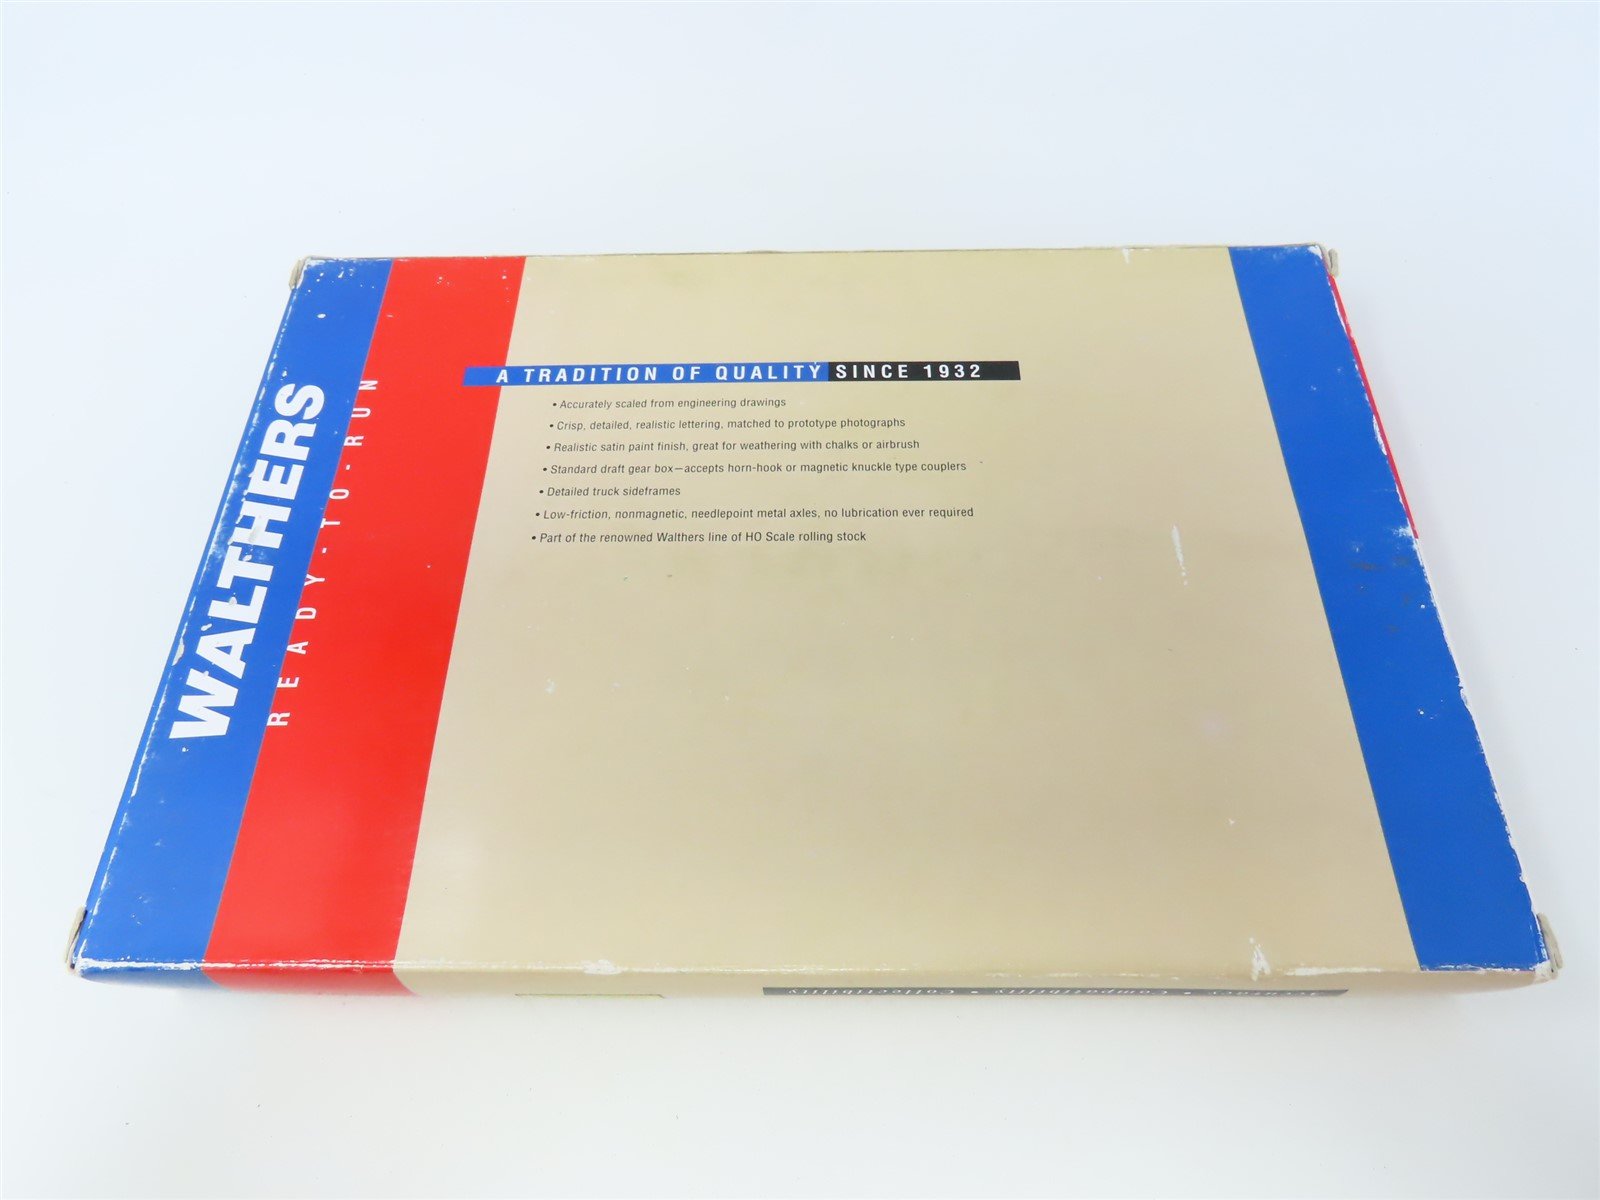 WALTHERS
READY-TO-RUN
A TRADITION OF QUALITY SINCE 1932
• Accurately scaled from engineering drawings
• Crisp, detailed, realistic lettering, matched to prototype photographs
• Realistic satin paint finish, great for weathering with chalks or airbrush
• Standard draft gear box—accepts horn-hook or magnetic knuckle type couplers
• Detailed truck sideframes
• Low-friction, nonmagnetic, needlepoint metal axles, no lubrication ever required
• Part of the renowned Walthers line of HO Scale rolling stock
• Compatibility • Collectibility